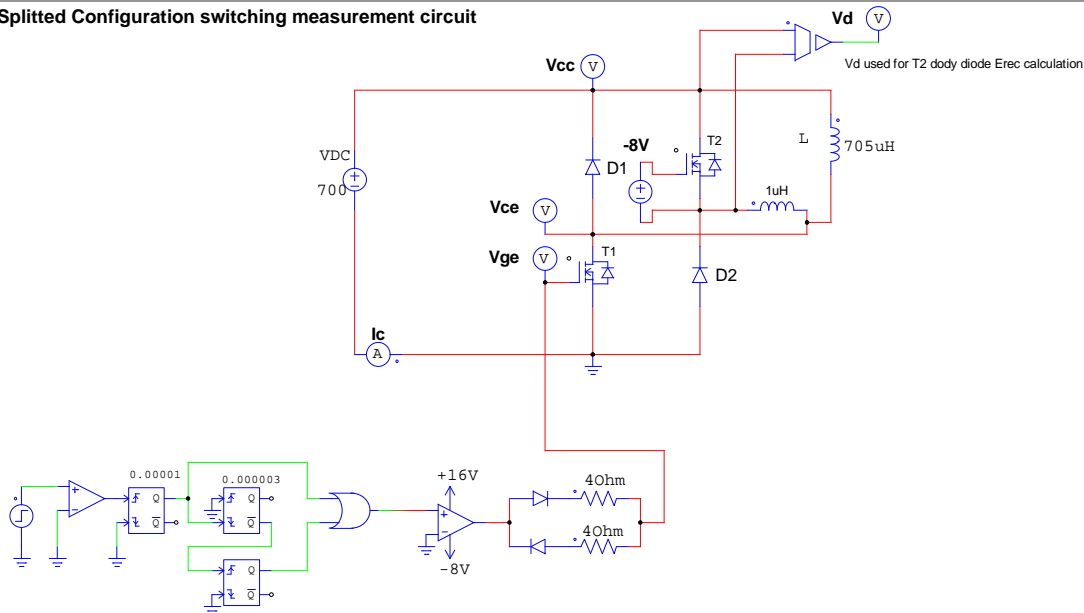 Splitted Configuration switching measurement circuit
Vd
V
Vd used for T2 dody diode Erec calculation
Vcc
V
-8V
T2
L
705uH
VDC
700
D1
1uH
Vce
V
Vge
V
T1
D2
Ic
A
0.00001
Q
Q
0.000003
Q
Q
Q
Q
+16V
-8V
4Ohm
4Ohm